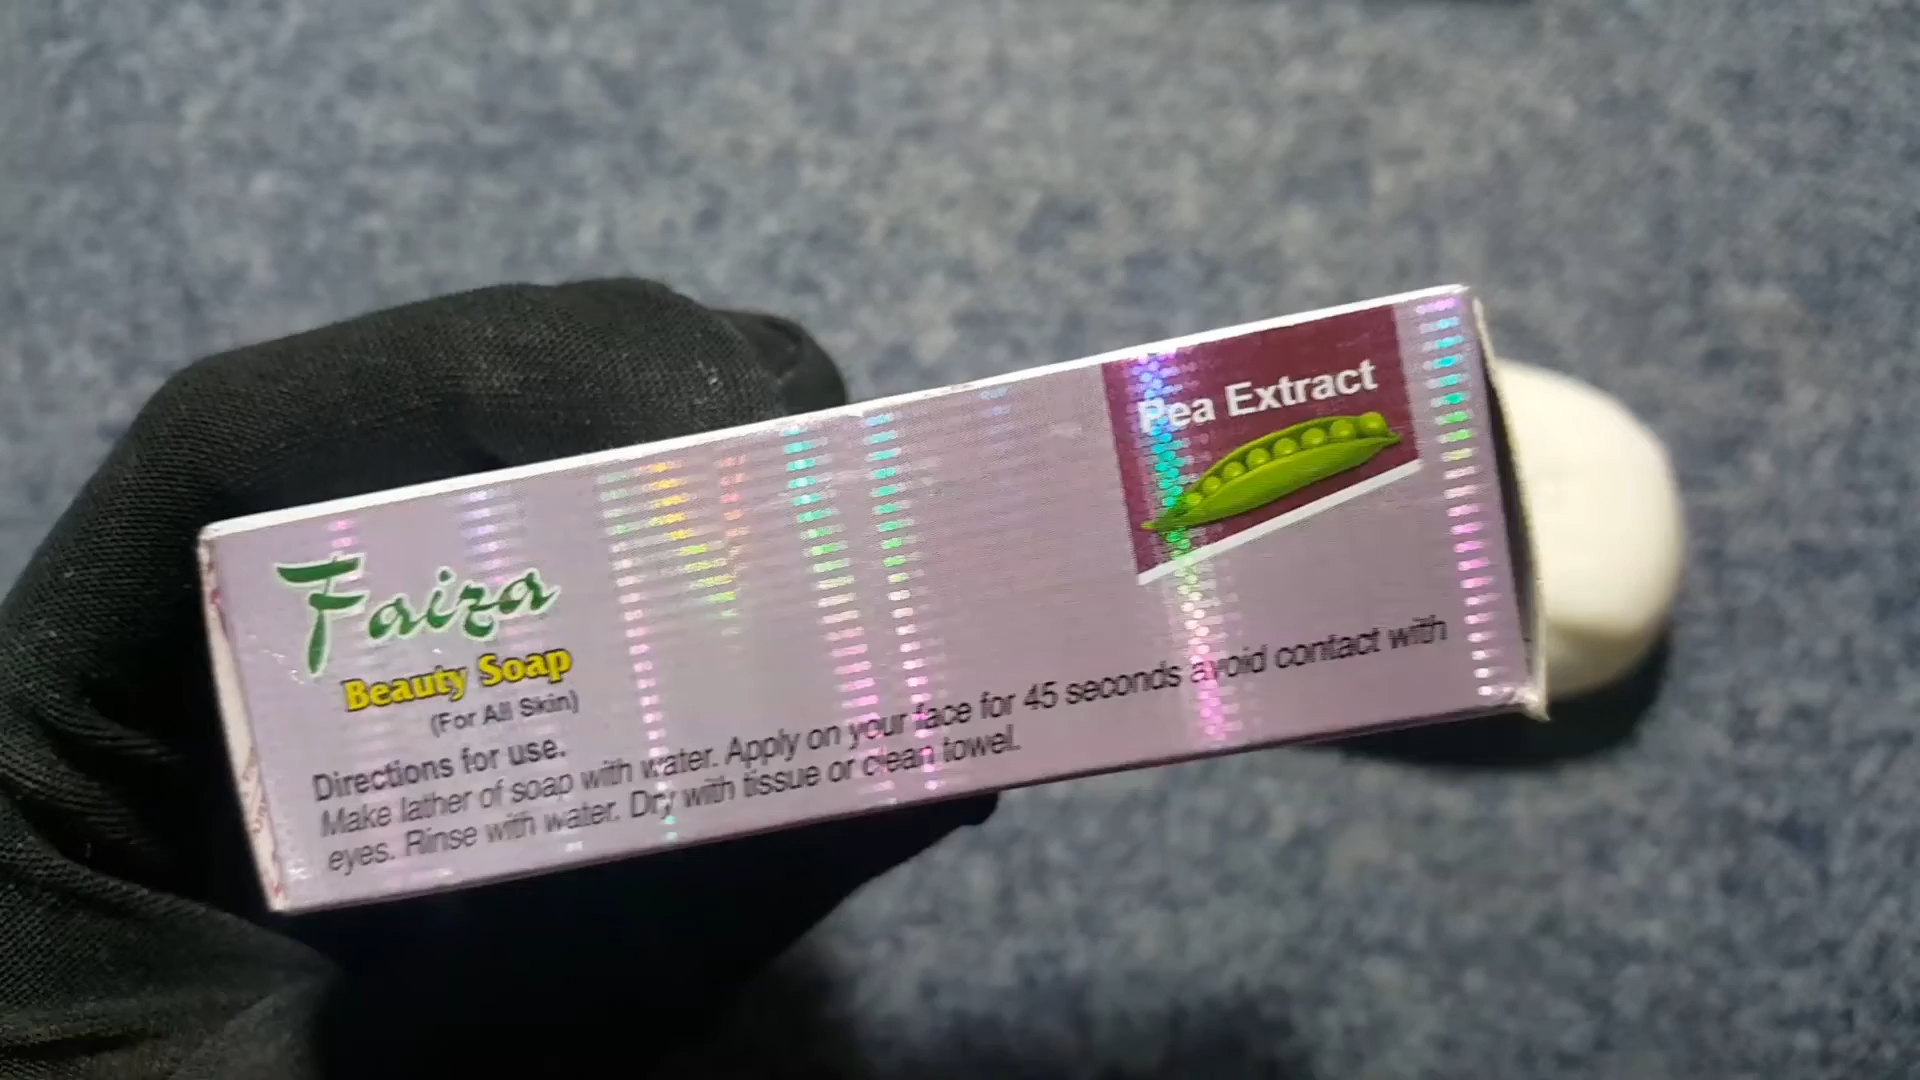 Pea Extract
Faiza
Beauty Soap
(For All Skin)
Directions for use.
Make lather of soap with water. Apply on your face for 45 seconds avoid contact with
eyes. Rinse with water. Dry with tissue or clean towel.